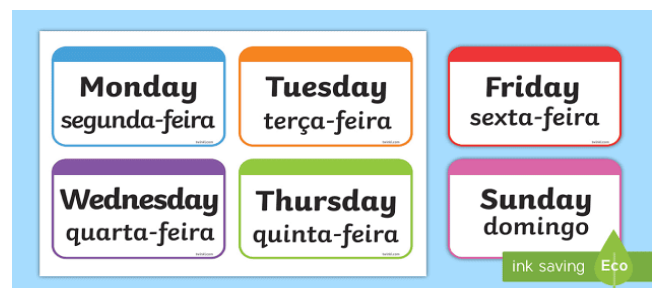 Monday
segunda-feira
Tuesday
terça-feira
Friday
sexta-feira
Wednesday
quarta-feira
Thursday
quinta-feira
Sunday
domingo
ink saving
Eco